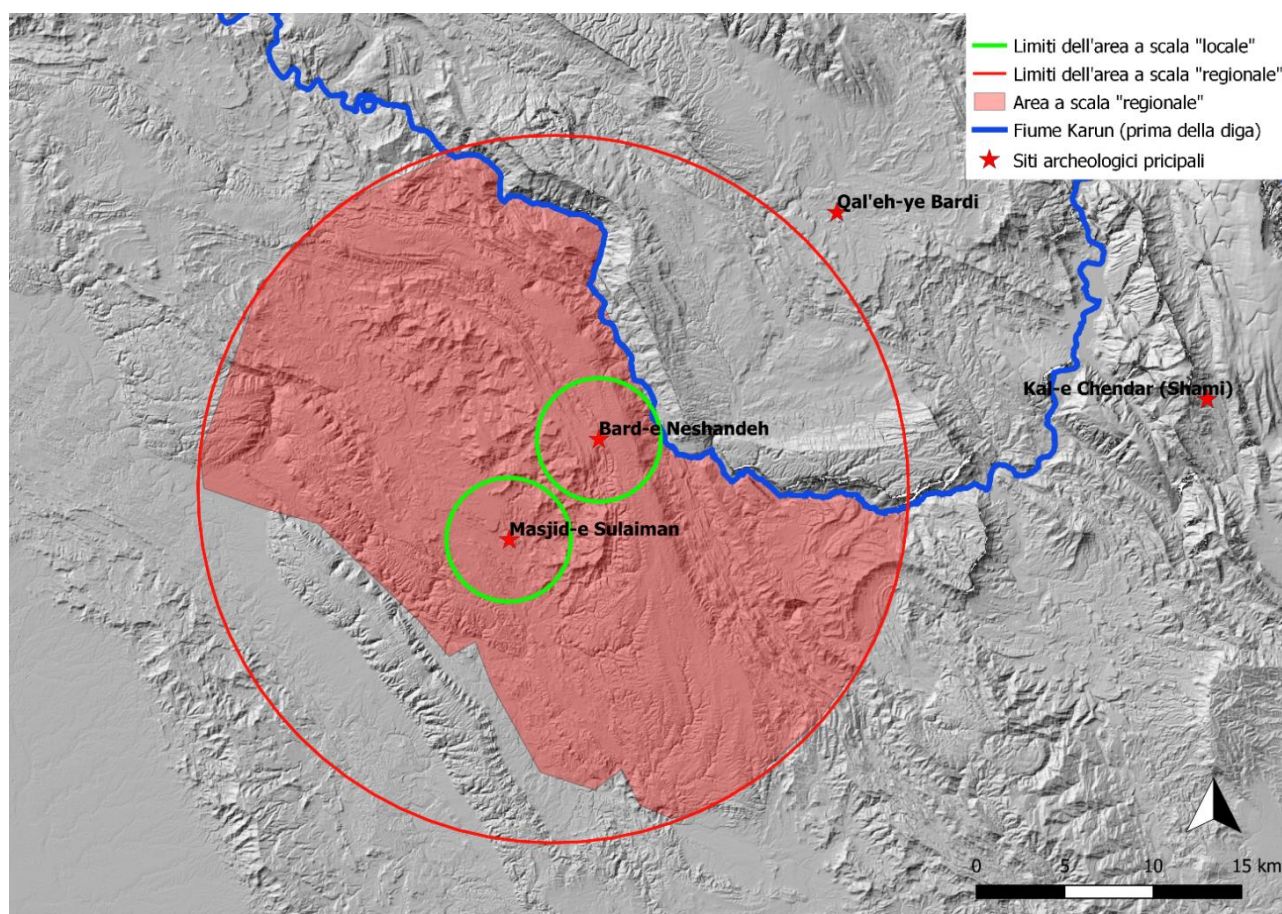 Limiti dell'area a scala "locale"
Limiti dell'area a scala "regionale"
Area a scala "regionale"
Fiume Karun (prima della diga)
Siti archeologici pricipali
Qal'eh-ye Bardi
Kal-e Chendar (Shami)
Bard-e Neshandeh
Masjid-e Sulaiman
0 5 10 15 km